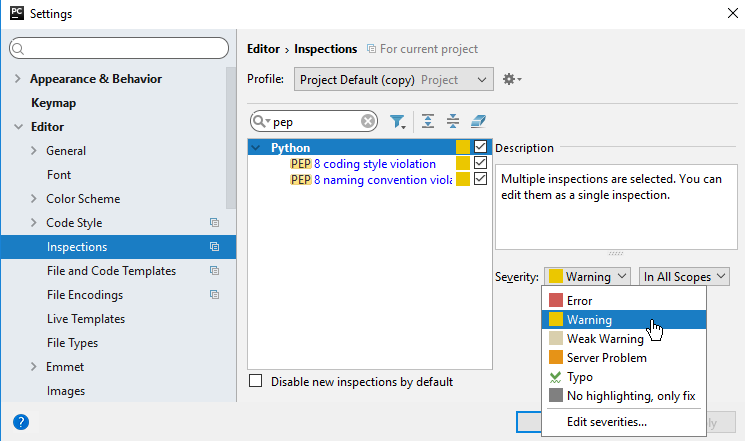 PC Settings
Editor › Inspections For current project
Profile: Project Default (copy) Project
pep
Appearance & Behavior
Keymap
Editor
General
Font
Color Scheme
Code Style
Inspections
File and Code Templates
File Encodings
Live Templates
File Types
Emmet
Images
Python
PEP 8 coding style violation
PEP 8 naming convention viola
Disable new inspections by default
Description
Multiple inspections are selected. You can
edit them as a single inspection.
Severity: Warning In All Scopes
Error
Warning
Weak Warning
Server Problem
Typo
No highlighting, only fix
Edit severities...
?